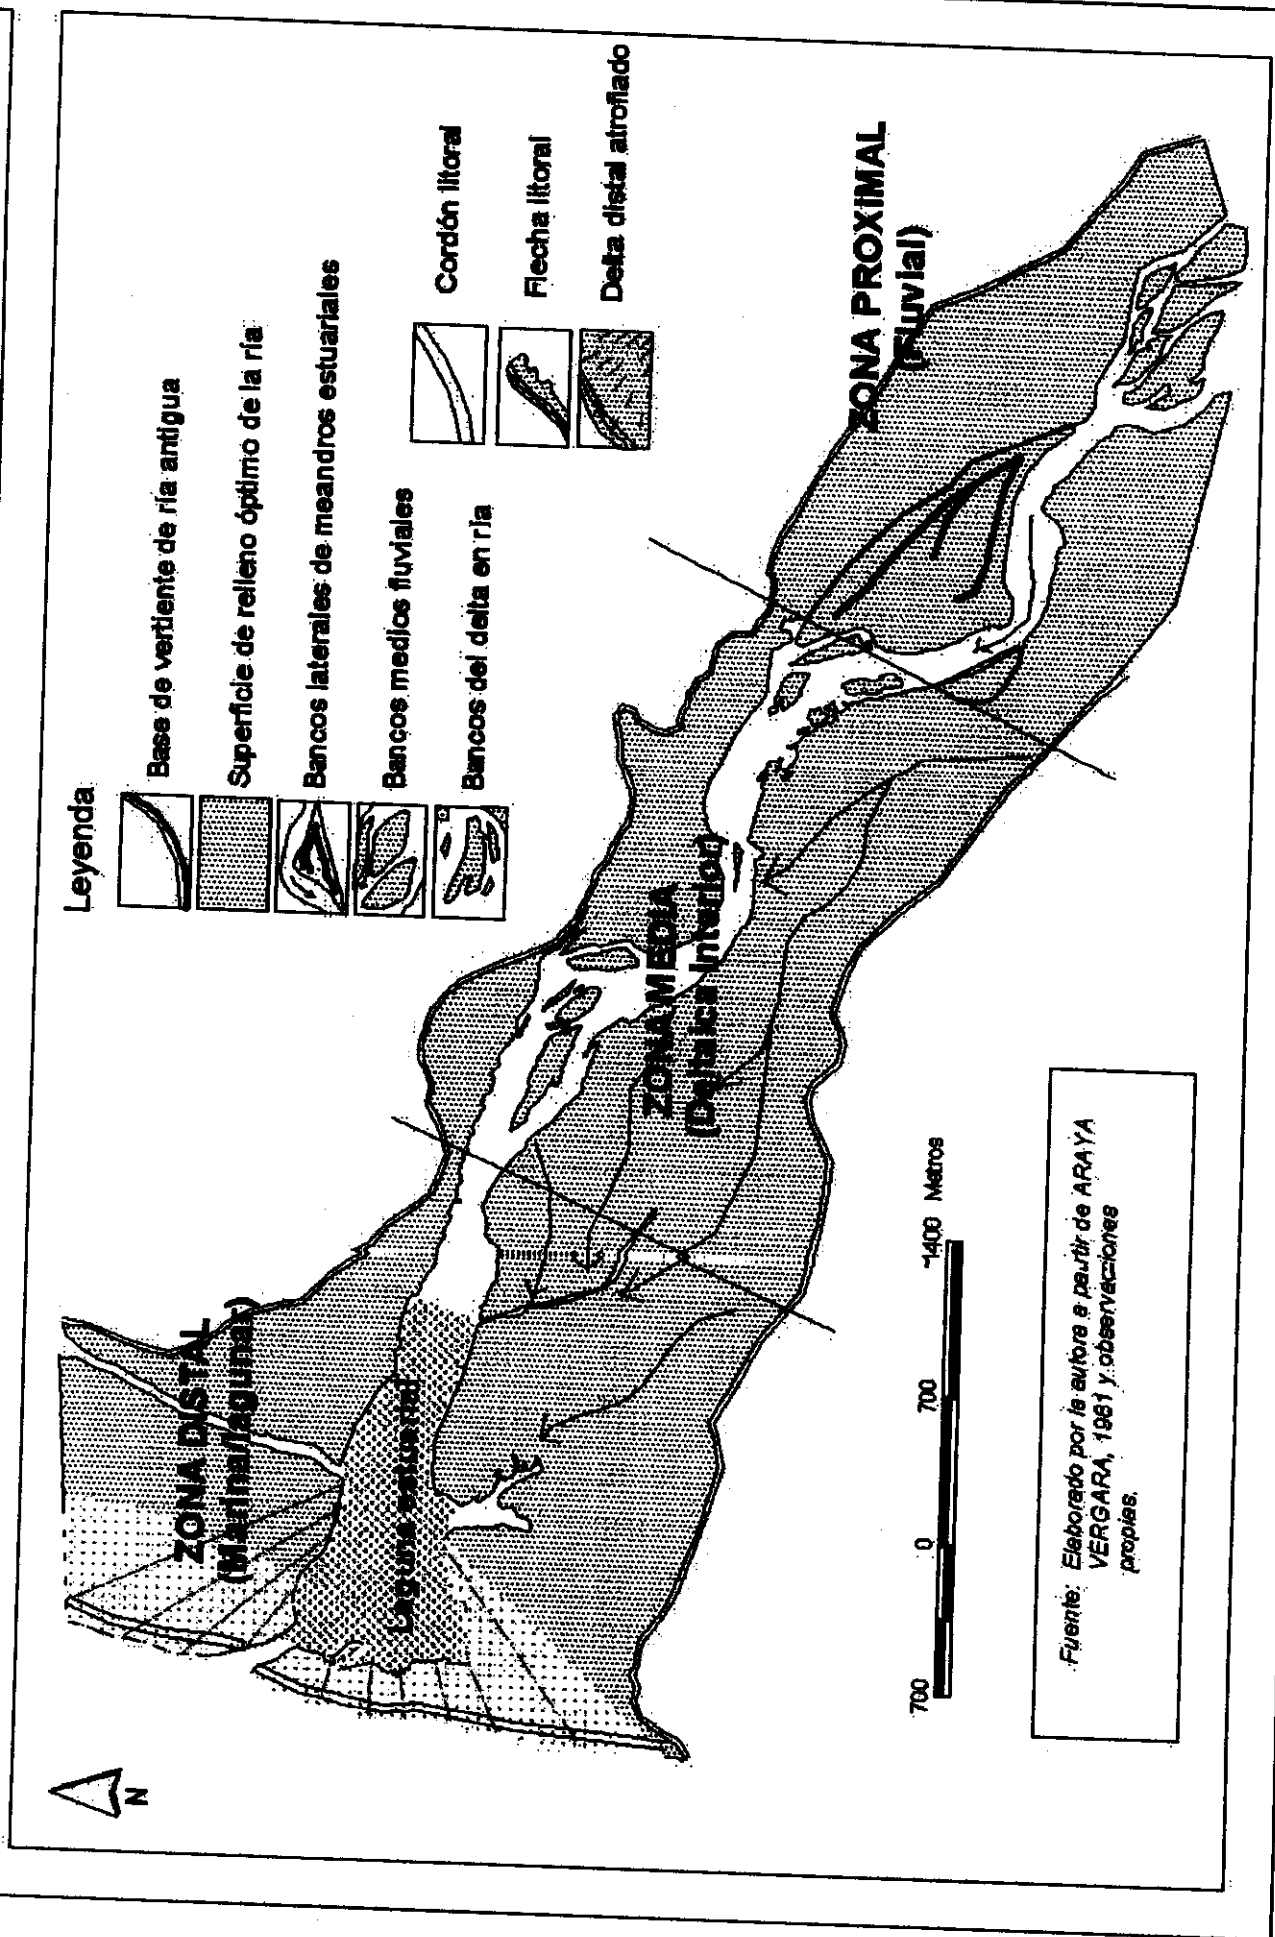 Leyenda
Base de vertiente de ría antigua
Superficie de relleno óptimo de la ría
Bancos laterales de meandros estuariales
Bancos medios fluviales
Bancos del delta en ría
Cordón litoral
Flecha litoral
Delta distal atrofiado
ZONA DISTAL
(Marina/lagunar)
Laguna estuarial
ZONA MEDIA
(Deltaica Interior)
ZONA PROXIMAL
(Fluvial)
N
700 0 700 1400 Metros
Fuente: Elaborado por la autora a partir de ARAYA
VERGARA, 1981 y observaciones
propias.